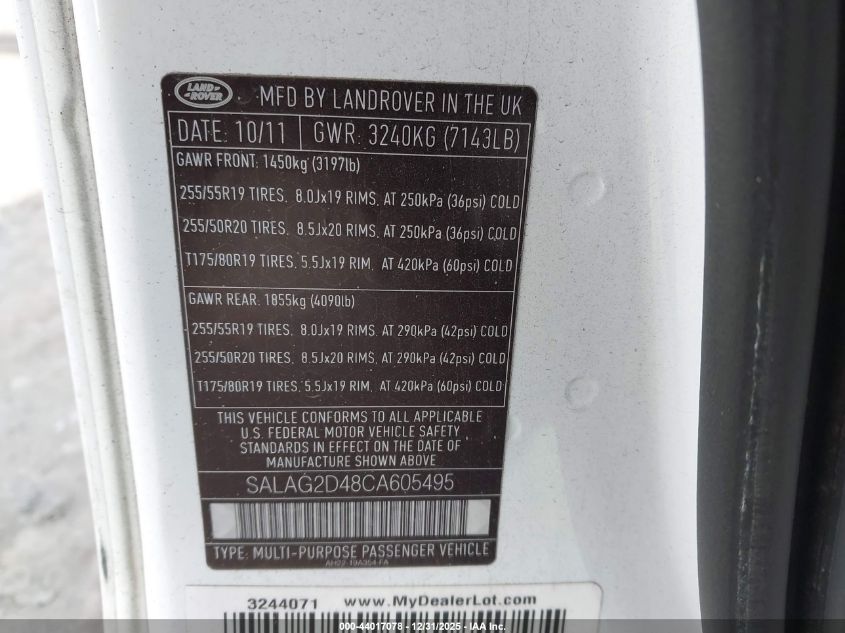 LAND ROVER
MFD BY LANDROVER IN THE UK
DATE: 10/11 GWR: 3240KG (7143LB)
GAWR FRONT: 1450kg (3197lb)
255/55R19 TIRES, 8.0Jx19 RIMS, AT 250kPa (36psi) COLD
255/50R20 TIRES, 8.5Jx20 RIMS, AT 250kPa (36psi) COLD
T175/80R19 TIRES, 5.5Jx19 RIM, AT 420kPa (60psi) COLD
GAWR REAR: 1855kg (4090lb)
255/55R19 TIRES, 8.0Jx19 RIMS, AT 290kPa (42psi) COLD
255/50R20 TIRES, 8.5Jx20 RIMS, AT 290kPa (42psi) COLD
T175/80R19 TIRES, 5.5Jx19 RIM, AT 420kPa (60psi) COLD
THIS VEHICLE CONFORMS TO ALL APPLICABLE
U.S. FEDERAL MOTOR VEHICLE SAFETY
STANDARDS IN EFFECT ON THE DATE OF
MANUFACTURE SHOWN ABOVE
SALAG2D48CA605495
TYPE: MULTI-PURPOSE PASSENGER VEHICLE
AH22-19A354-FA
3244071 www.MyDealerLot.com
000-44017078 - 12/31/2025 - IAA Inc.